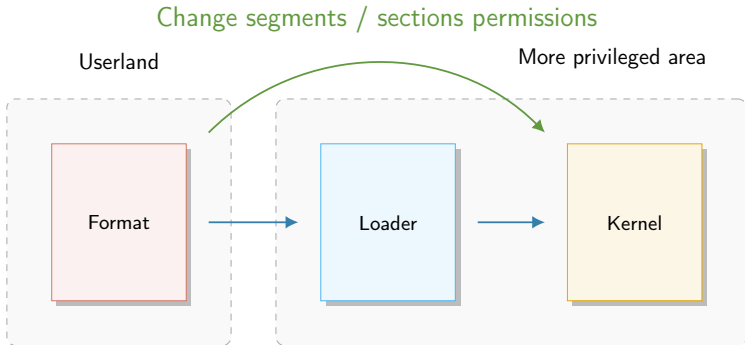 Change segments / sections permissions
Userland
More privileged area
Format
Loader
Kernel